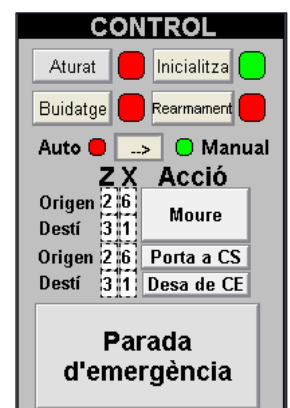 CONTROL
Aturat Inicialitza
Buidatge Rearmament
Auto --> Manual
Z X Acció
Origen 2 6 Moure
Destí 3 1
Origen 2 6 Porta a CS
Destí 3 1 Desa de CE
Parada
d'emergència